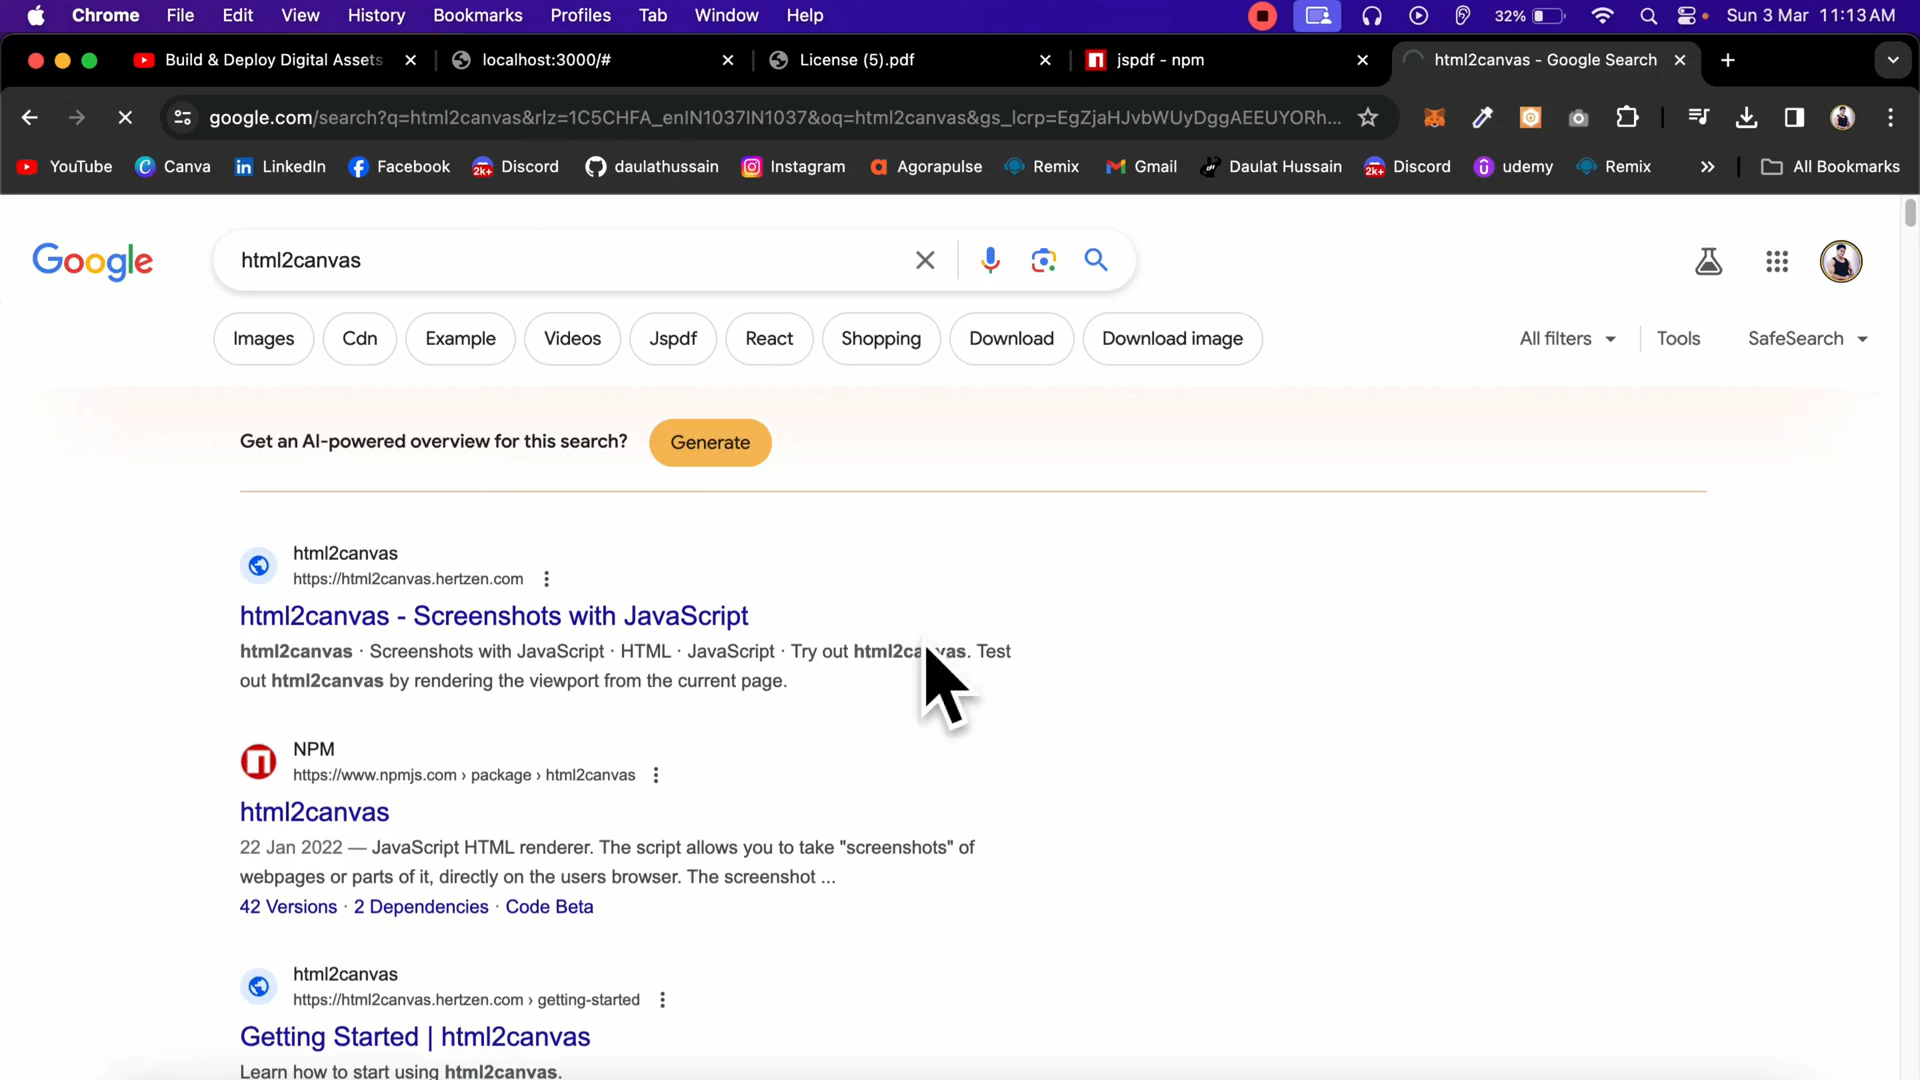 Chrome File Edit View History Bookmarks Profiles Tab Window Help 32% Sun 3 Mar 11:13 AM
Build & Deploy Digital Assets localhost:3000/# License (5).pdf jspdf - npm html2canvas - Google Search
google.com/search?q=html2canvas&rlz=1C5CHFA_enIN1037IN1037&oq=html2canvas&gs_lcrp=EgZjaHJvbWUyDggAEEUYORh...
YouTube Canva LinkedIn Facebook 2k+ Discord daulathussain Instagram Agorapulse Remix Gmail Daulat Hussain 2k+ Discord udemy Remix All Bookmarks
Google html2canvas
Images Cdn Example Videos Jspdf React Shopping Download Download image All filters Tools SafeSearch
Get an AI-powered overview for this search? Generate
html2canvas
https://html2canvas.hertzen.com
html2canvas - Screenshots with JavaScript
html2canvas · Screenshots with JavaScript · HTML · JavaScript · Try out html2canvas. Test
out html2canvas by rendering the viewport from the current page.
NPM
https://www.npmjs.com › package › html2canvas
html2canvas
22 Jan 2022 — JavaScript HTML renderer. The script allows you to take "screenshots" of
webpages or parts of it, directly on the users browser. The screenshot ...
42 Versions · 2 Dependencies · Code Beta
html2canvas
https://html2canvas.hertzen.com › getting-started
Getting Started | html2canvas
Learn how to start using html2canvas.